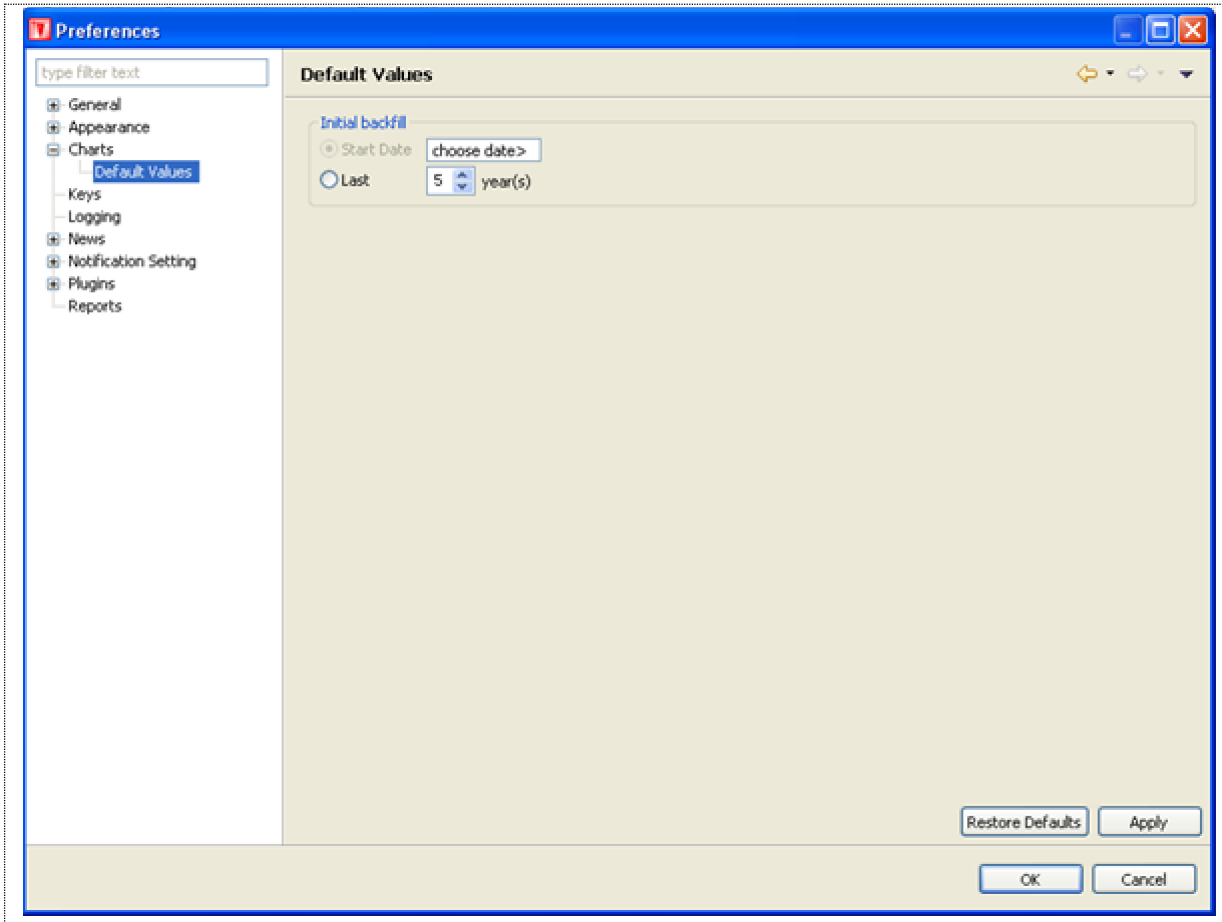 Preferences
type filter text
General
Appearance
Charts
Default Values
Keys
Logging
News
Notification Setting
Plugins
Reports
Default Values
Initial backfill
Start Date choose date>
Last 5 year(s)
Restore Defaults Apply
OK Cancel